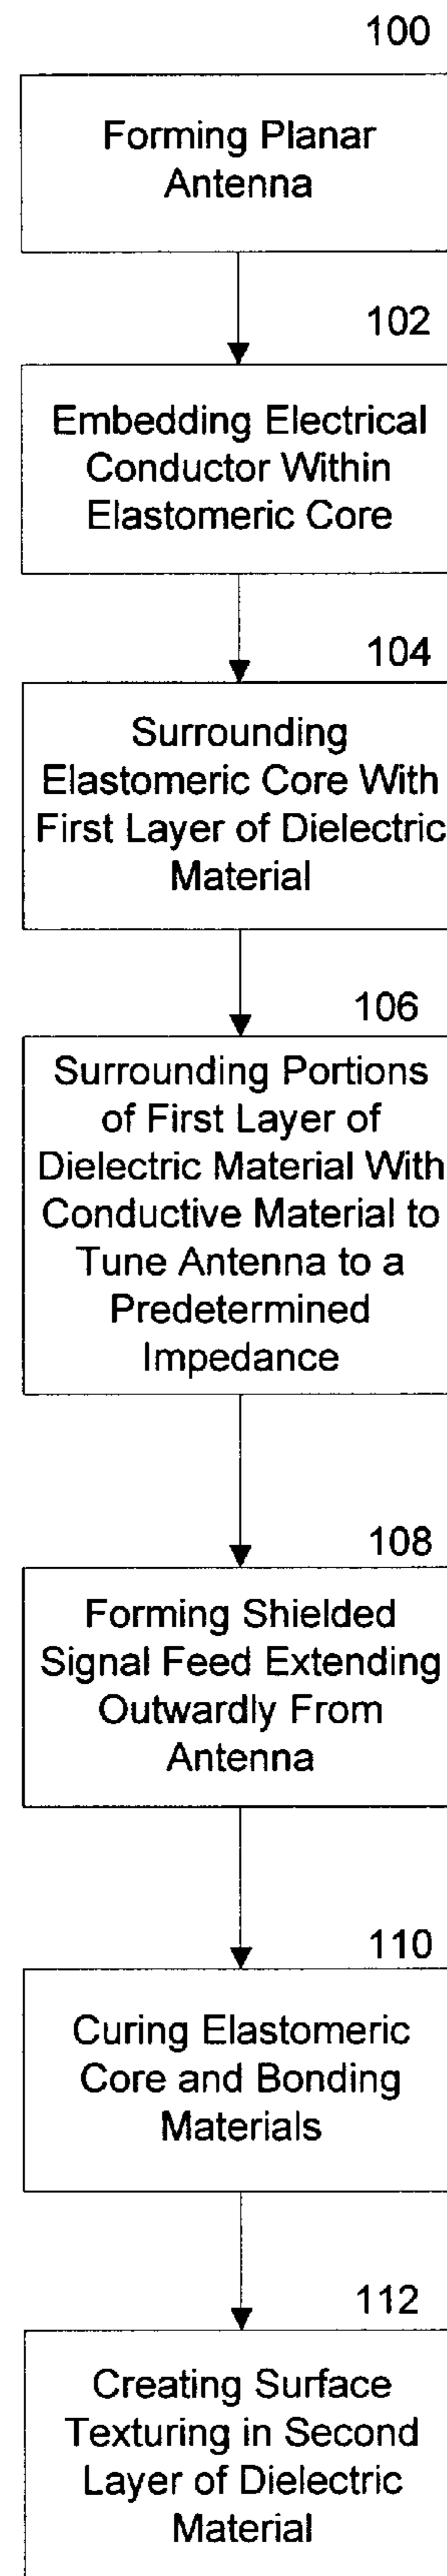 100
Forming Planar
Antenna
102
Embedding Electrical
Conductor Within
Elastomeric Core
104
Surrounding
Elastomeric Core With
First Layer of Dielectric
Material
106
Surrounding Portions
of First Layer of
Dielectric Material With
Conductive Material to
Tune Antenna to a
Predetermined
Impedance
108
Forming Shielded
Signal Feed Extending
Outwardly From
Antenna
110
Curing Elastomeric
Core and Bonding
Materials
112
Creating Surface
Texturing in Second
Layer of Dielectric
Material